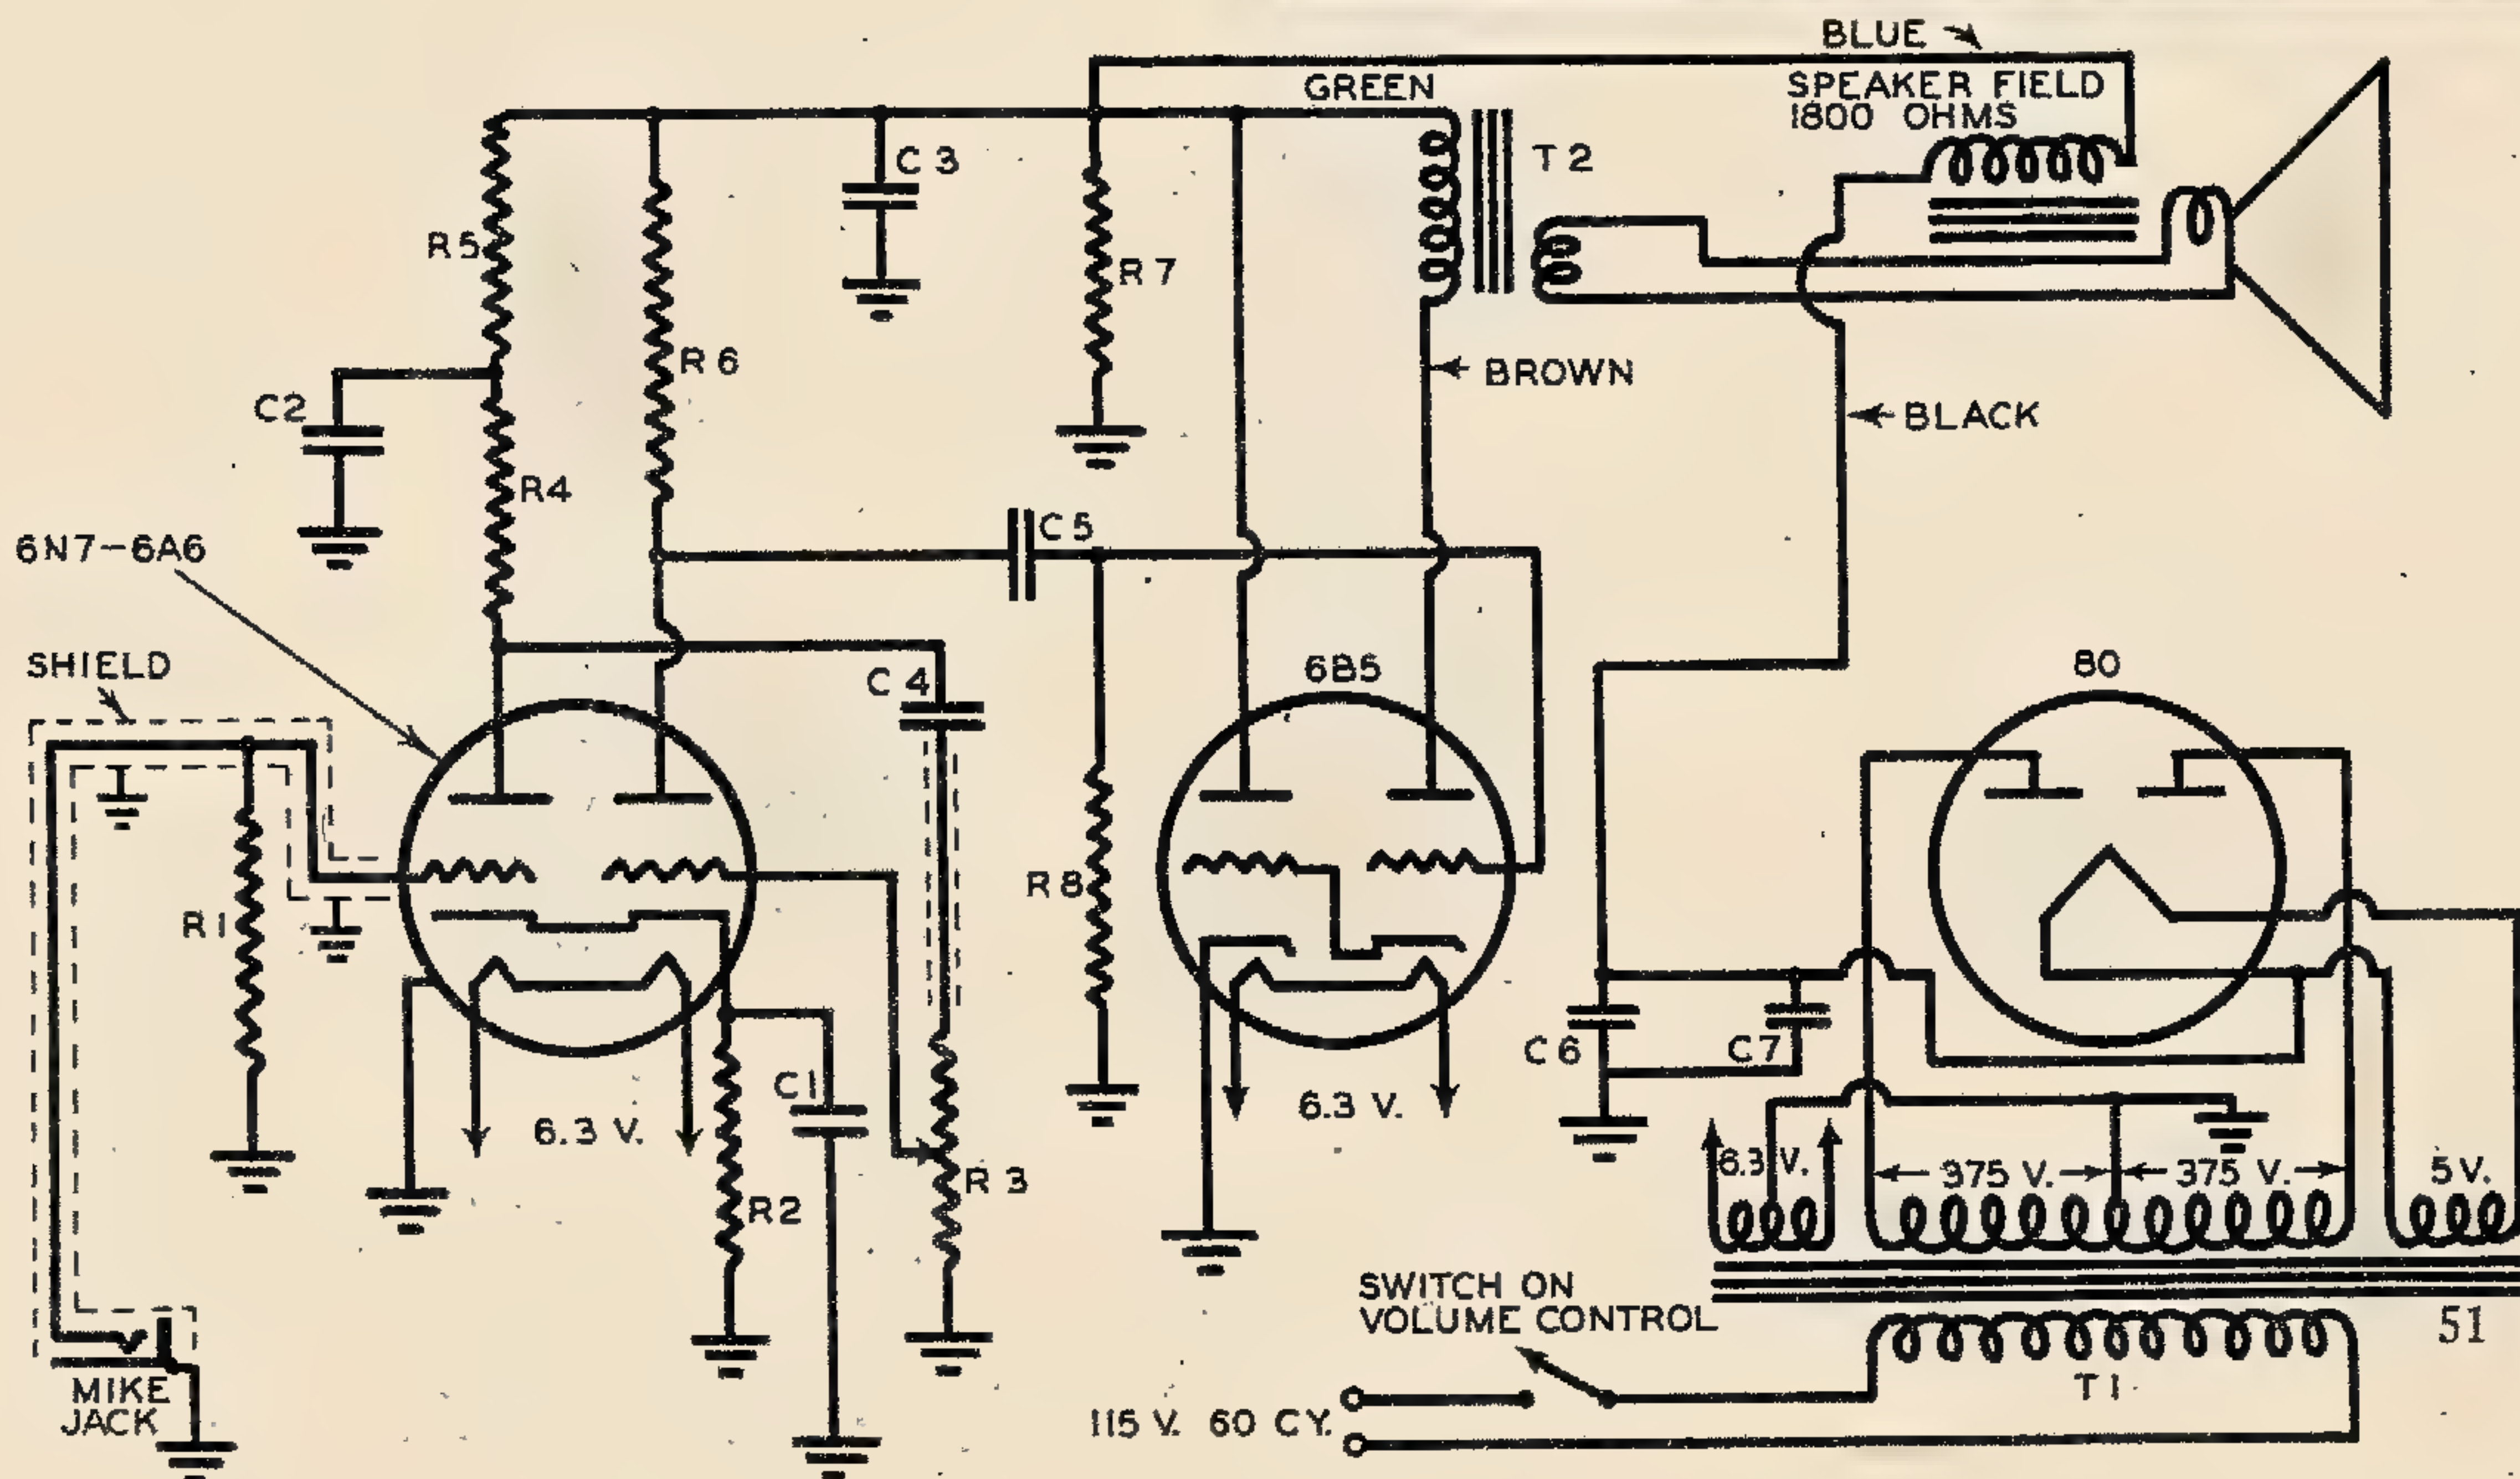 BLUE
GREEN
SPEAKER FIELD
1800 OHMS
C3
T2
R5
R7
R6
BROWN
C2
BLACK
R4
C5
6N7-6A6
SHIELD
C4
6B5
80
R8
R1
C6
C7
C1
6.3 V.
6.3 V.
6.3 V.
375 V.
375 V.
5V.
R3
R2
SWITCH ON
VOLUME CONTROL
51
MIKE
JACK
T1
115 V. 60 CY.